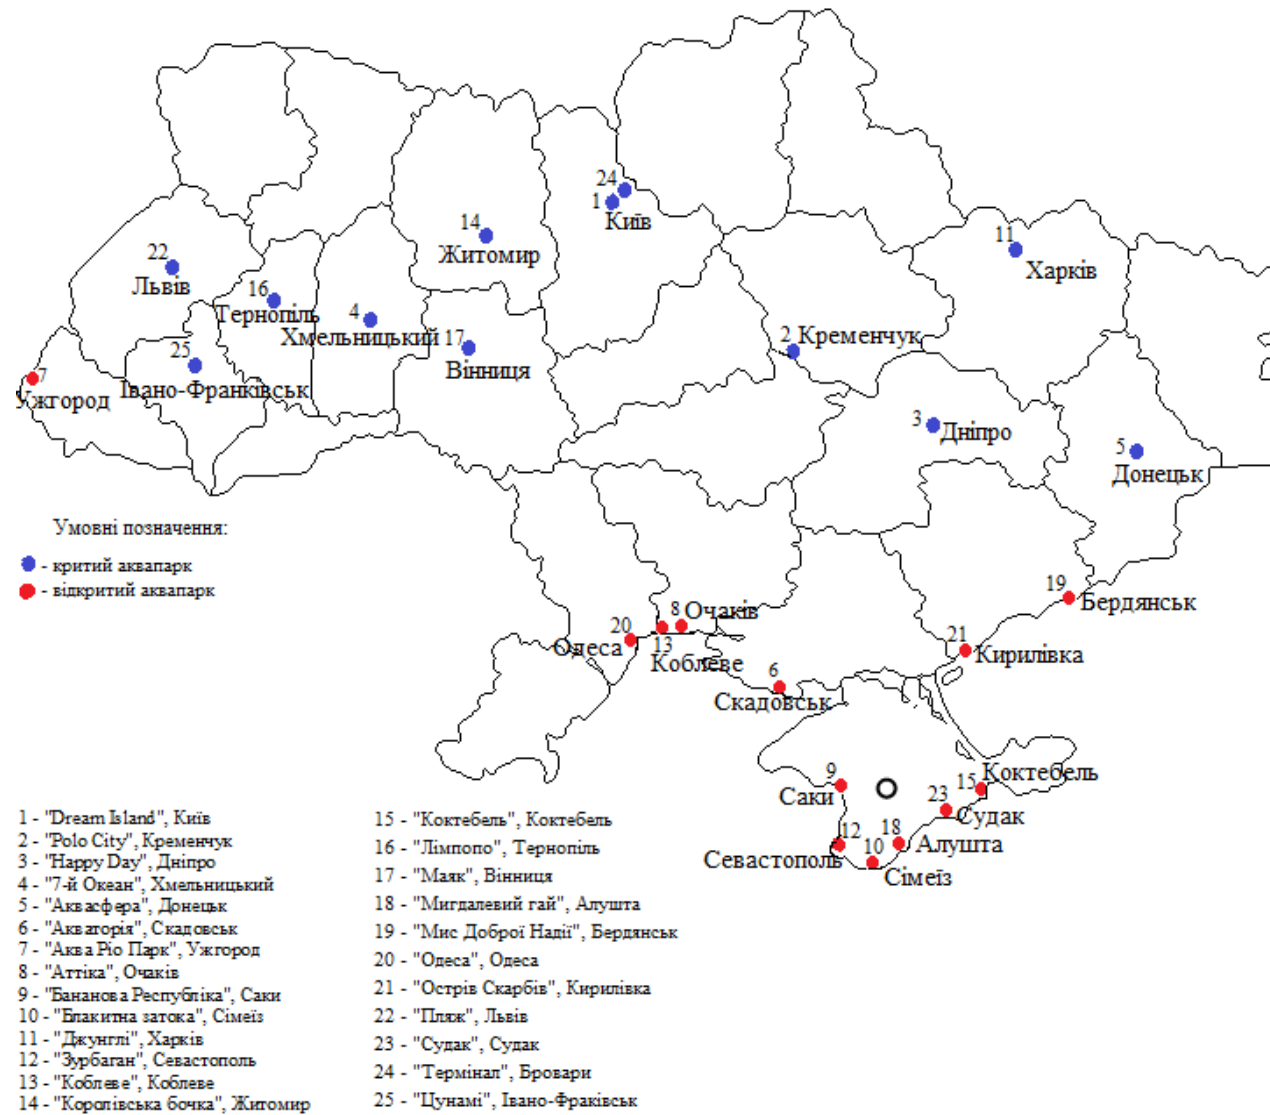 24
1
Київ
14
Житомир
11
Харків
22
Львів
16
Тернопіль
4
Хмельницький
17
Вінниця
2 Кременчук
25
Івано-Франківськ
7
Ужгород
3
Дніпро
5
Донецьк
Умовні позначення:
- критий аквапарк
- відкритий аквапарк
19
Бердянськ
8 Очаків
20
Одеса
13
Коблеве
21
Кирилівка
6
Скадовськ
9
Саки
15
Коктебель
23
Судак
12
Севастополь
18
Алушта
10
Сімеїз
1 - "Dream Island", Київ
2 - "Polo City", Кременчук
3 - "Happy Day", Дніпро
4 - "7-й Океан", Хмельницький
5 - "Аквасфера", Донецьк
6 - "Акваторія", Скадовськ
7 - "Аква Ріо Парк", Ужгород
8 - "Аттіка", Очаків
9 - "Бананова Республіка", Саки
10 - "Блакитна затока", Сімеїз
11 - "Джунглі", Харків
12 - "Зурбаган", Севастополь
13 - "Коблеве", Коблеве
14 - "Королівська бочка", Житомир
15 - "Коктебель", Коктебель
16 - "Лімпопо", Тернопіль
17 - "Маяк", Вінниця
18 - "Мигдалевий гай", Алушта
19 - "Мис Доброї Надії", Бердянськ
20 - "Одеса", Одеса
21 - "Острів Скарбів", Кирилівка
22 - "Пляж", Львів
23 - "Судак", Судак
24 - "Термінал", Бровари
25 - "Цунамі", Івано-Фраківськ